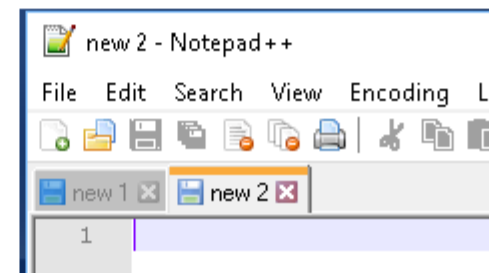 new 2 - Notepad++
File Edit Search View Encoding L
new 1 new 2
1